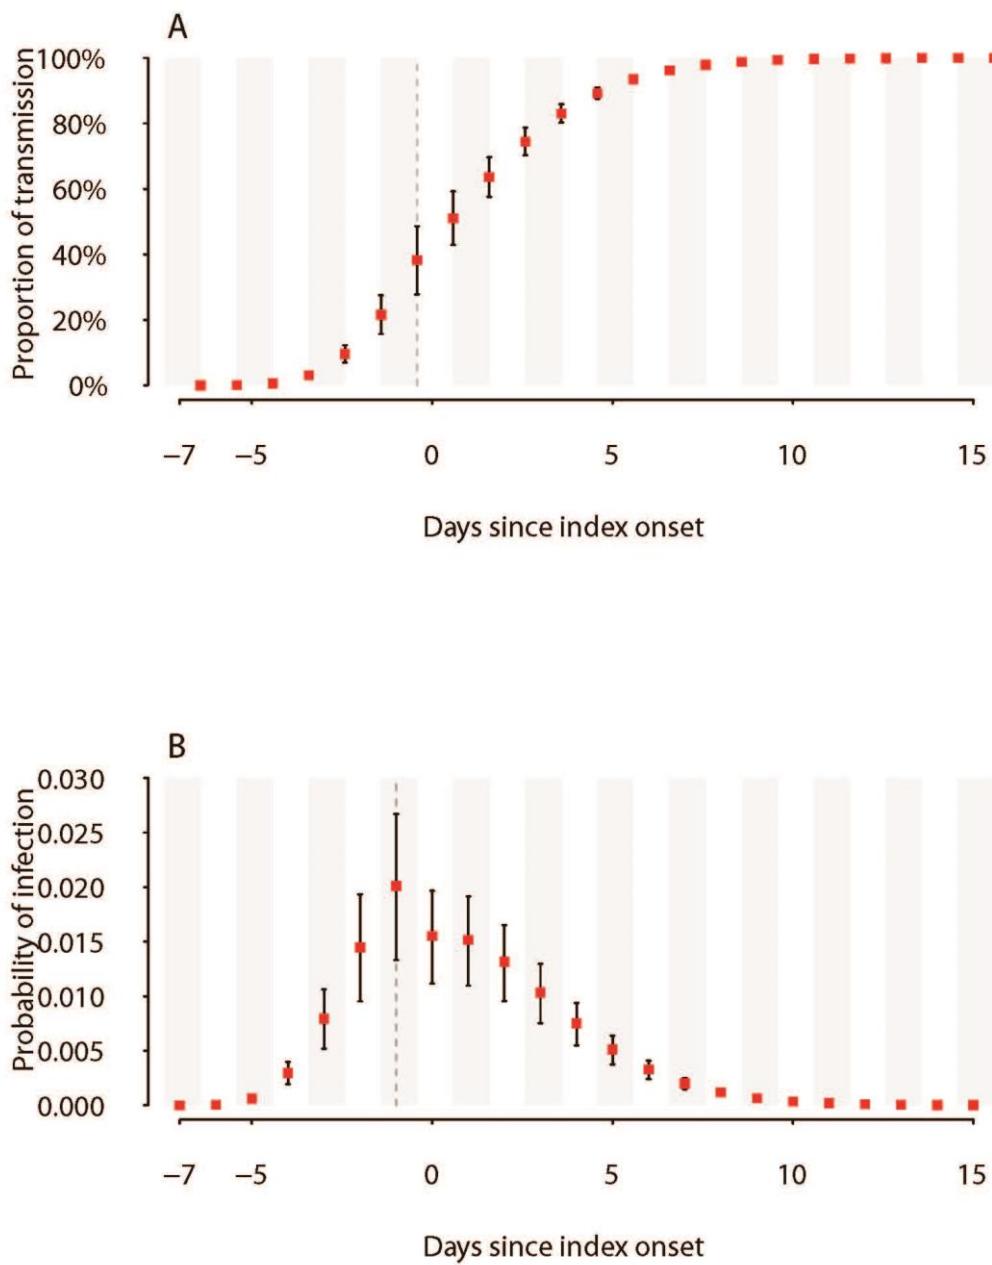 A
Proportion of transmission
100%
80%
60%
40%
20%
0%
−7 −5 0 5 10 15
Days since index onset
B
Probability of infection
0.030
0.025
0.020
0.015
0.010
0.005
0.000
−7 −5 0 5 10 15
Days since index onset